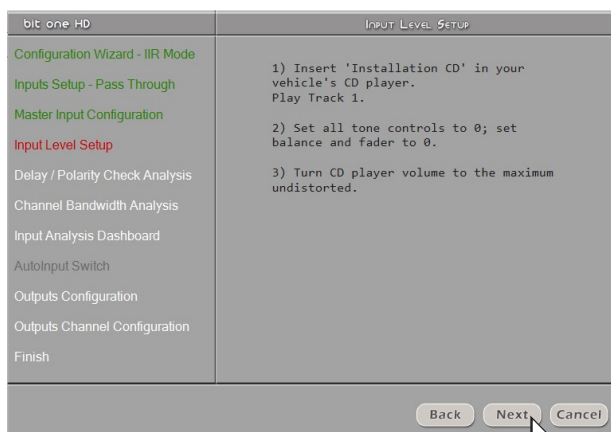 bit one HD
Input Level Setup
Configuration Wizard - IIR Mode
Inputs Setup - Pass Through
Master Input Configuration
Input Level Setup
Delay / Polarity Check Analysis
Channel Bandwidth Analysis
Input Analysis Dashboard
AutoInput Switch
Outputs Configuration
Outputs Channel Configuration
Finish
1) Insert 'Installation CD' in your
vehicle's CD player.
Play Track 1.
2) Set all tone controls to 0; set
balance and fader to 0.
3) Turn CD player volume to the maximum
undistorted.
Back Next Cancel